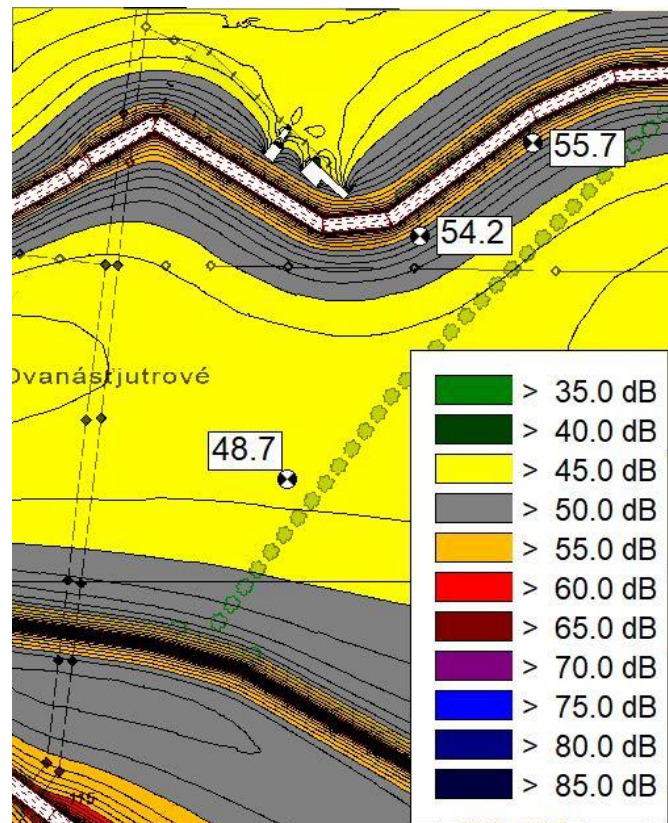 55.7
54.2
Dvanásťjutrové
48.7
> 35.0 dB
> 40.0 dB
> 45.0 dB
> 50.0 dB
> 55.0 dB
> 60.0 dB
> 65.0 dB
> 70.0 dB
> 75.0 dB
> 80.0 dB
> 85.0 dB
115